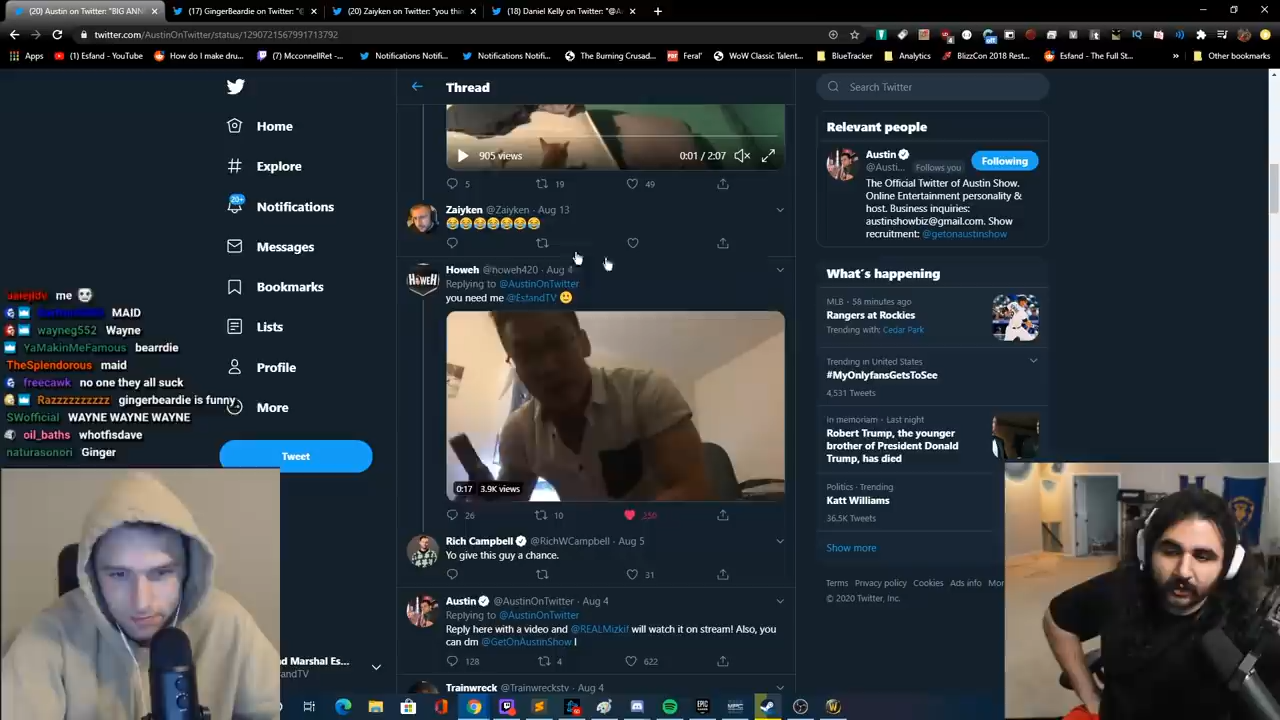 (20) Austin on Twitter: "BIG ANN
(17) GingerBeardie on Twitter: "G
(20) Zaiyken on Twitter: "you thin
(18) Daniel Kelly on Twitter: "@A
twitter.com/AustinOnTwitter/status/1290721567991713792
Apps
(1) Esfand - YouTube
How do I make dru...
(7) McconnellRet -...
Notifications Notifi...
Notifications Notifi...
The Burning Crusad...
Feral'
WoW Classic Talent...
BlueTracker
Analytics
BlizzCon 2018 Rest...
Esfand - The Full St...
Other bookmarks
Home
Explore
20+
Notifications
Messages
Bookmarks
Lists
Profile
More
Tweet
Thread
905 views
0:01 / 2:07
5
19
49
Zaiyken @Zaiyken · Aug 13
😂😂😂😂😂😂😂
Howeh @howeh420 · Aug 4
Replying to @AustinOnTwitter
you need me @EsfandTV 🙂
HOWEH
0:17
3.9K views
26
10
256
Rich Campbell @RichWCampbell · Aug 5
Yo give this guy a chance.
31
Austin @AustinOnTwitter · Aug 4
Replying to @AustinOnTwitter
Reply here with a video and @REALMizkif will watch it on stream! Also, you
can dm @GetOnAustinShow !
128
4
622
Trainwreck @Trainwreckstv · Aug 4
Search Twitter
Relevant people
Austin
@Austi...
Follows you
Following
The Official Twitter of Austin Show.
Online Entertainment personality &
host. Business inquiries:
austinshowbiz@gmail.com. Show
recruitment: @getonaustinshow
What's happening
MLB · 58 minutes ago
Rangers at Rockies
Trending with: Cedar Park
Trending in United States
#MyOnlyfansGetsToSee
4,531 Tweets
In memoriam · Last night
Robert Trump, the younger
brother of President Donald
Trump, has died
Politics · Trending
Katt Williams
36.5K Tweets
Show more
Terms Privacy policy Cookies Ads info Mor
© 2020 Twitter, Inc.
me
MAID
wayneg552 Wayne
YaMakinMeFamous bearrdie
TheSplendorous maid
freecawk no one they all suck
Razzzzzzzzz gingerbeardie is funny
SWofficial WAYNE WAYNE WAYNE
oil_baths whotfisdave
naturasonori Ginger
d Marshal Es...
andTV